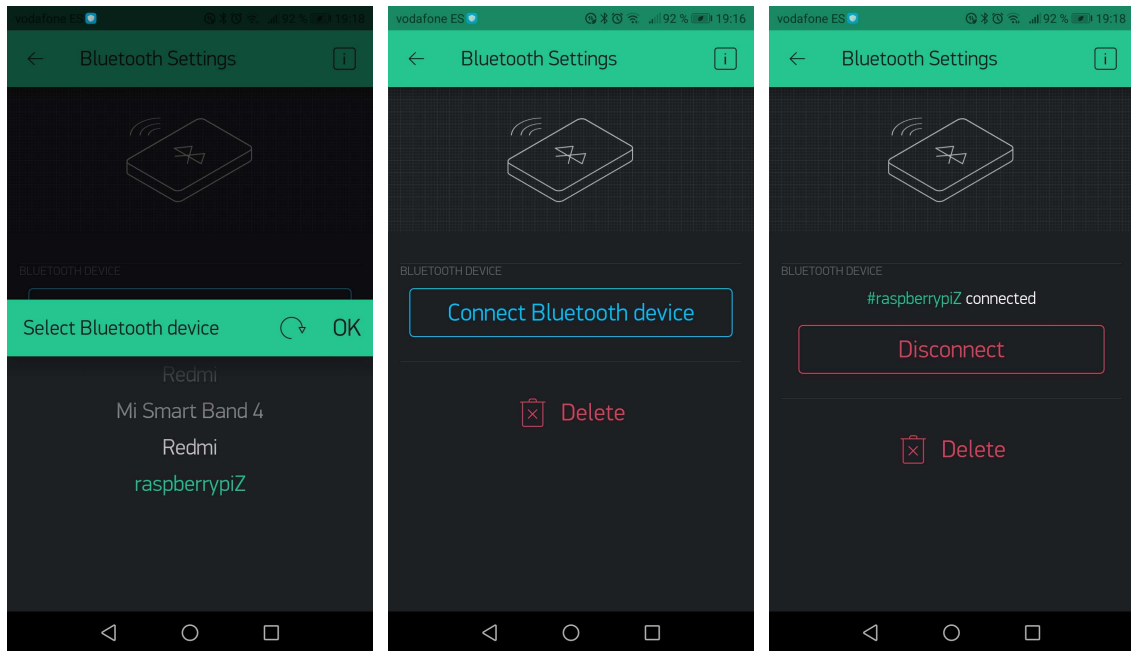 vodafone ES 92 % 19:18
Bluetooth Settings
BLUETOOTH DEVICE
Select Bluetooth device OK
Redmi
Mi Smart Band 4
Redmi
raspberrypiZ
vodafone ES 92 % 19:16
Bluetooth Settings
BLUETOOTH DEVICE
Connect Bluetooth device
Delete
vodafone ES 92 % 19:18
Bluetooth Settings
BLUETOOTH DEVICE
#raspberrypiZ connected
Disconnect
Delete